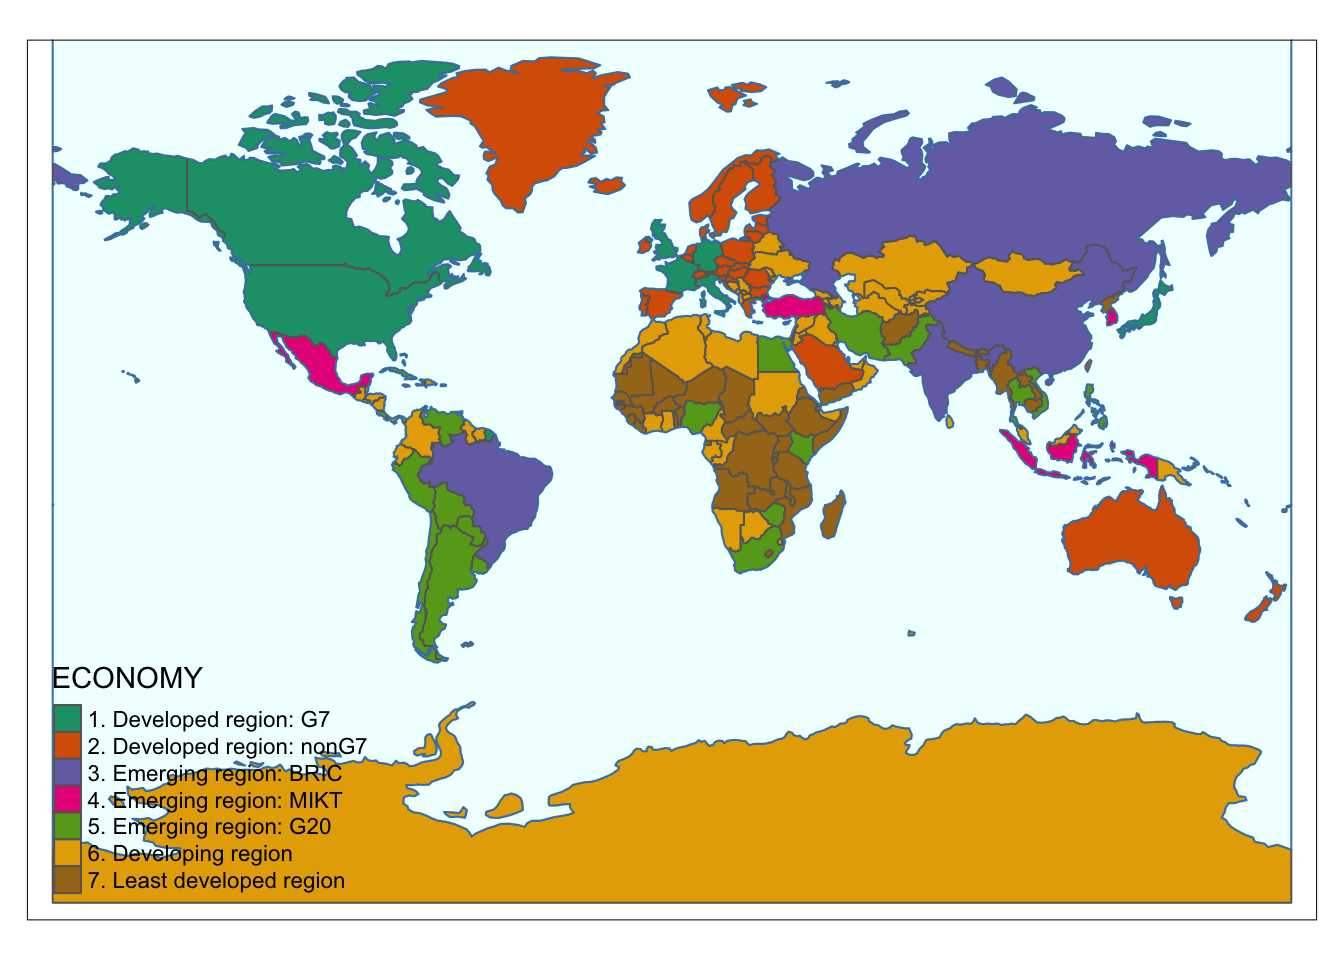 ECONOMY
1. Developed region: G7
2. Developed region: nonG7
3. Emerging region: BRIC
4. Emerging region: MIKT
5. Emerging region: G20
6. Developing region
7. Least developed region